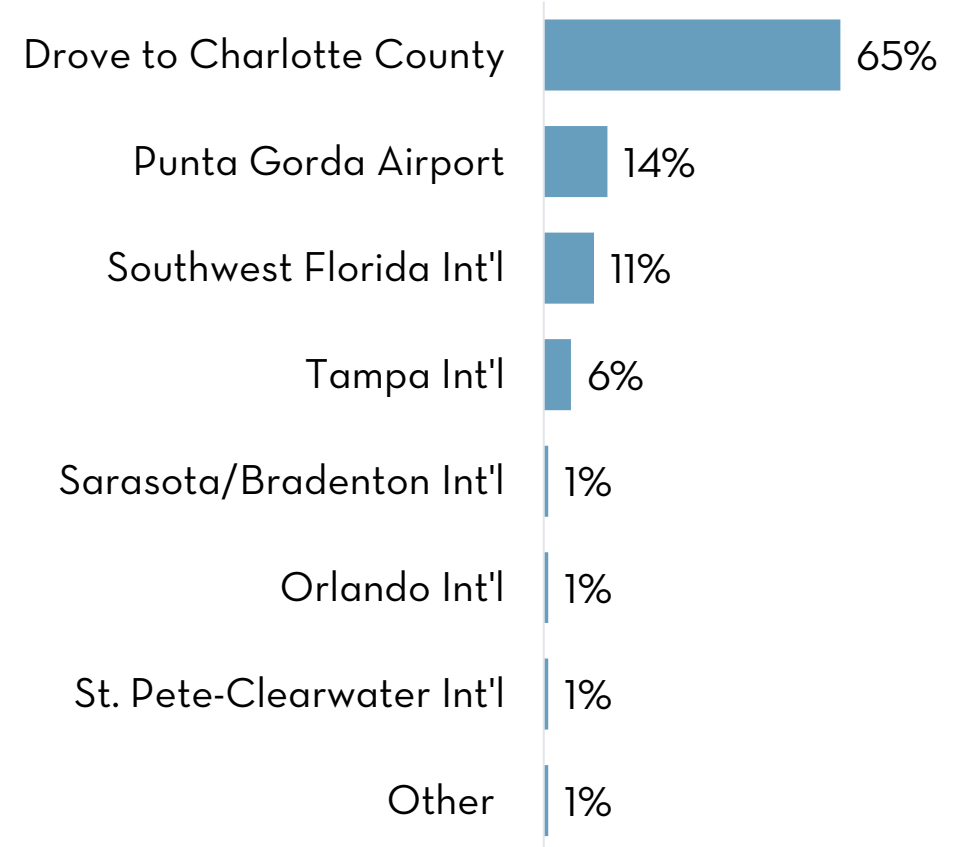 Drove to Charlotte County 65%
Punta Gorda Airport 14%
Southwest Florida Int'l 11%
Tampa Int'l 6%
Sarasota/Bradenton Int'l 1%
Orlando Int'l 1%
St. Pete-Clearwater Int'l 1%
Other 1%